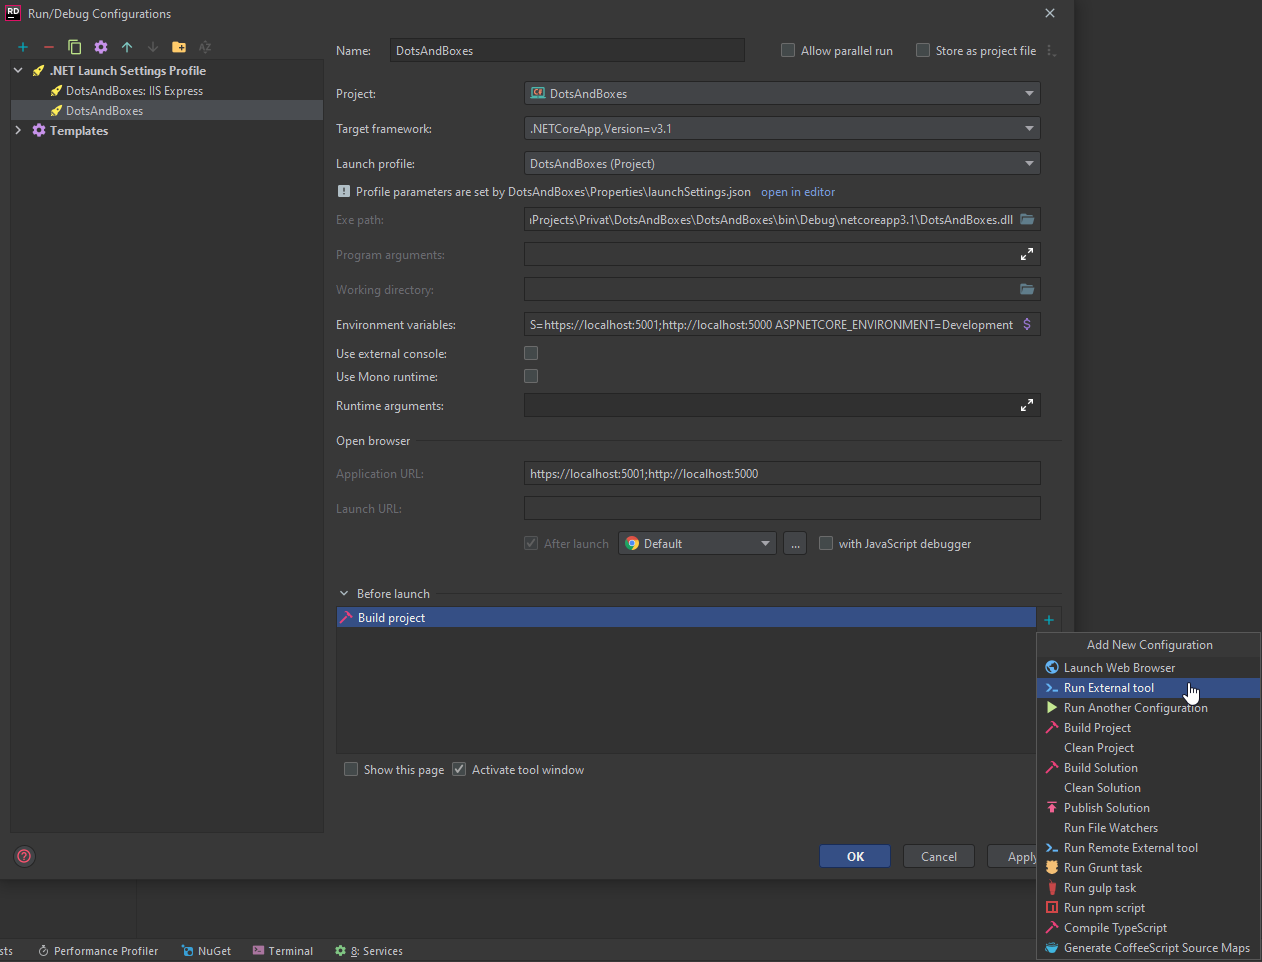 RD Run/Debug Configurations
.NET Launch Settings Profile
DotsAndBoxes: IIS Express
DotsAndBoxes
Templates
Name: DotsAndBoxes Allow parallel run Store as project file
Project: C# DotsAndBoxes
Target framework: .NETCoreApp,Version=v3.1
Launch profile: DotsAndBoxes (Project)
Profile parameters are set by DotsAndBoxes\Properties\launchSettings.json open in editor
Exe path: Projects\Privat\DotsAndBoxes\DotsAndBoxes\bin\Debug\netcoreapp3.1\DotsAndBoxes.dll
Program arguments:
Working directory:
Environment variables: S=https://localhost:5001;http://localhost:5000 ASPNETCORE_ENVIRONMENT=Development $
Use external console:
Use Mono runtime:
Runtime arguments:
Open browser
Application URL: https://localhost:5001;http://localhost:5000
Launch URL:
After launch Default ... with JavaScript debugger
Before launch
Build project
Add New Configuration
Launch Web Browser
Run External tool
Run Another Configuration
Build Project
Clean Project
Build Solution
Clean Solution
Publish Solution
Run File Watchers
Run Remote External tool
Run Grunt task
Run gulp task
Run npm script
Compile TypeScript
Generate CoffeeScript Source Maps
Show this page Activate tool window
? OK Cancel Apply
sts Performance Profiler NuGet Terminal 8: Services